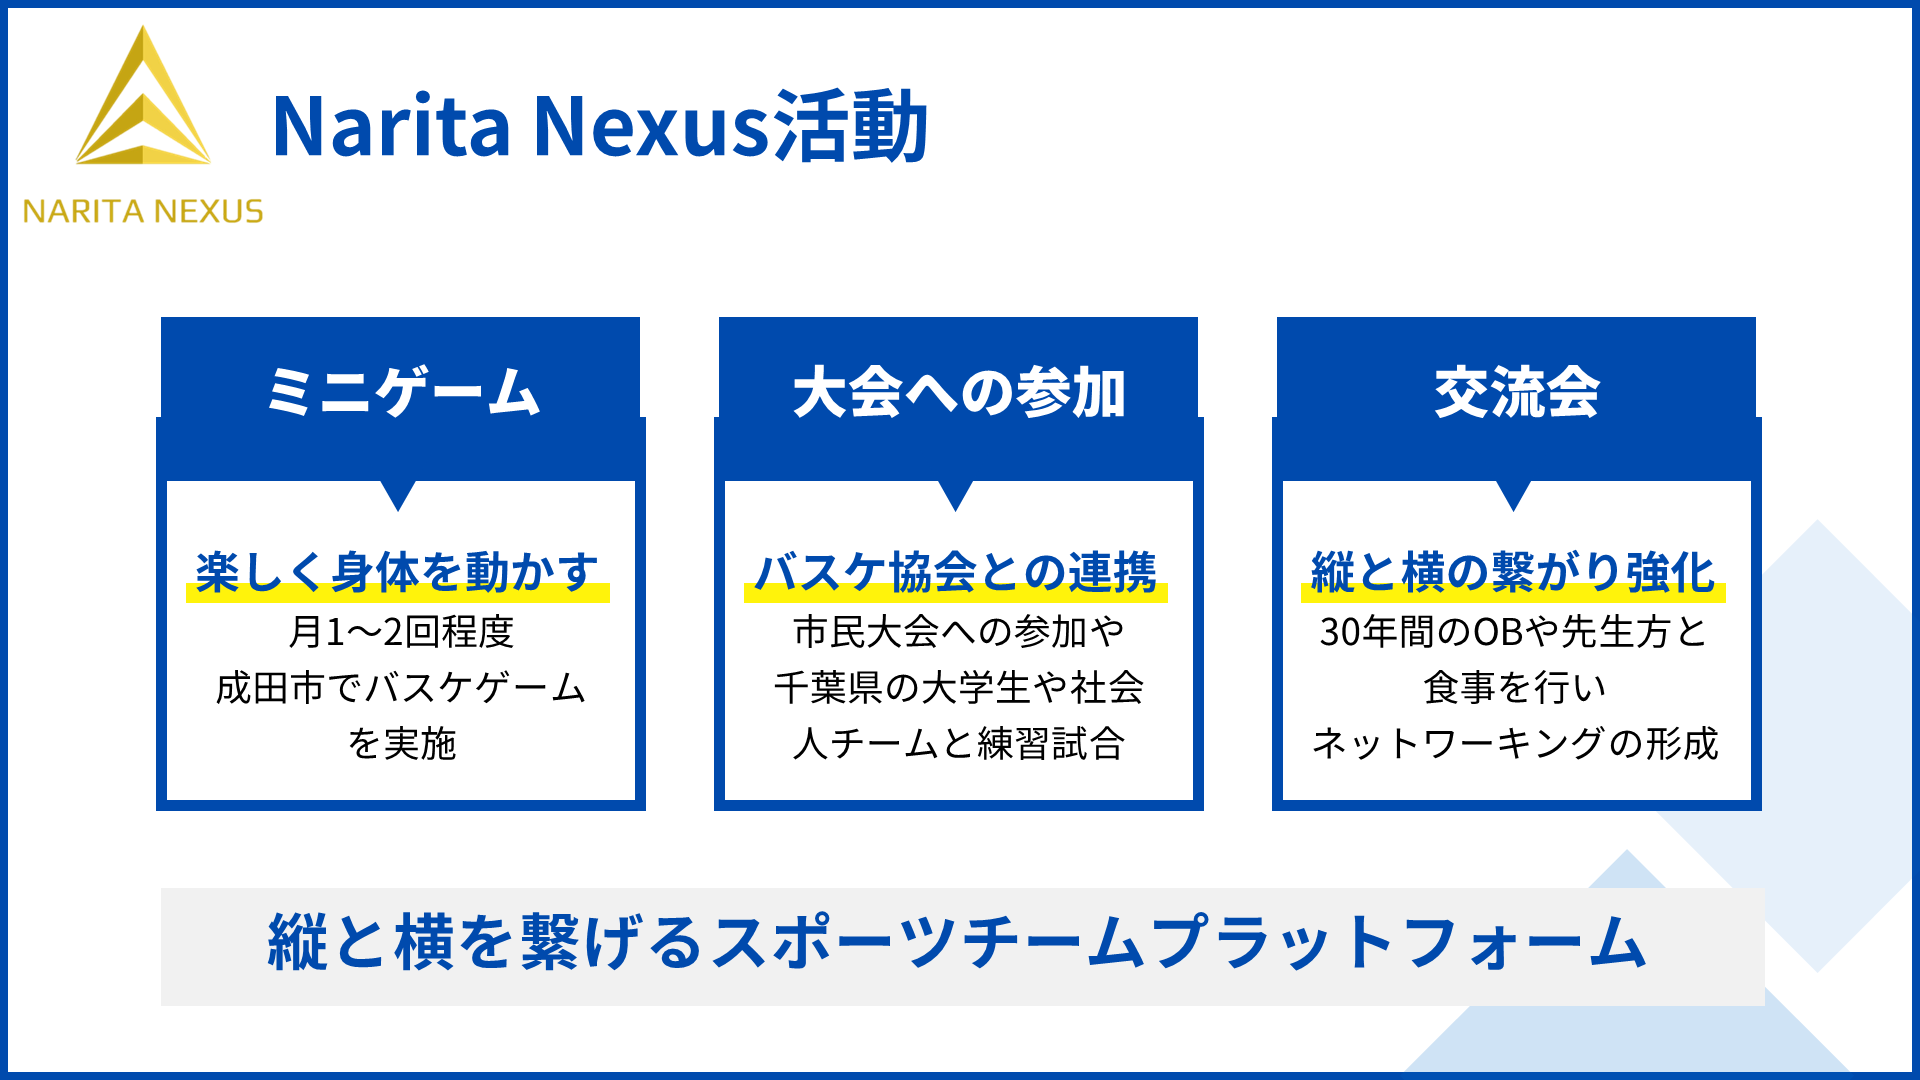 NARITA NEXUS
Narita Nexus活動
ミニゲーム
楽しく身体を動かす
月1〜2回程度
成田市でバスケゲーム
を実施
大会への参加
バスケ協会との連携
市民大会への参加や
千葉県の大学生や社会
人チームと練習試合
交流会
縦と横の繋がり強化
30年間のOBや先生方と
食事を行い
ネットワーキングの形成
縦と横を繋げるスポーツチームプラットフォーム